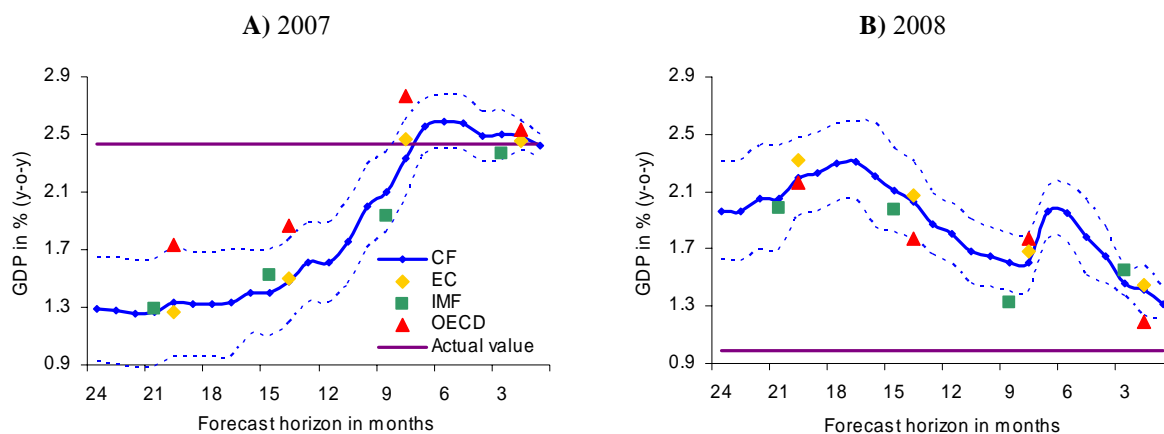 A) 2007
2.9
2.5
2.1
1.7
1.3
0.9
GDP in % (y-o-y)
24 21 18 15 12 9 6 3
Forecast horizon in months
CF
EC
IMF
OECD
Actual value
B) 2008
2.9
2.5
2.1
1.7
1.3
0.9
GDP in % (y-o-y)
24 21 18 15 12 9 6 3
Forecast horizon in months